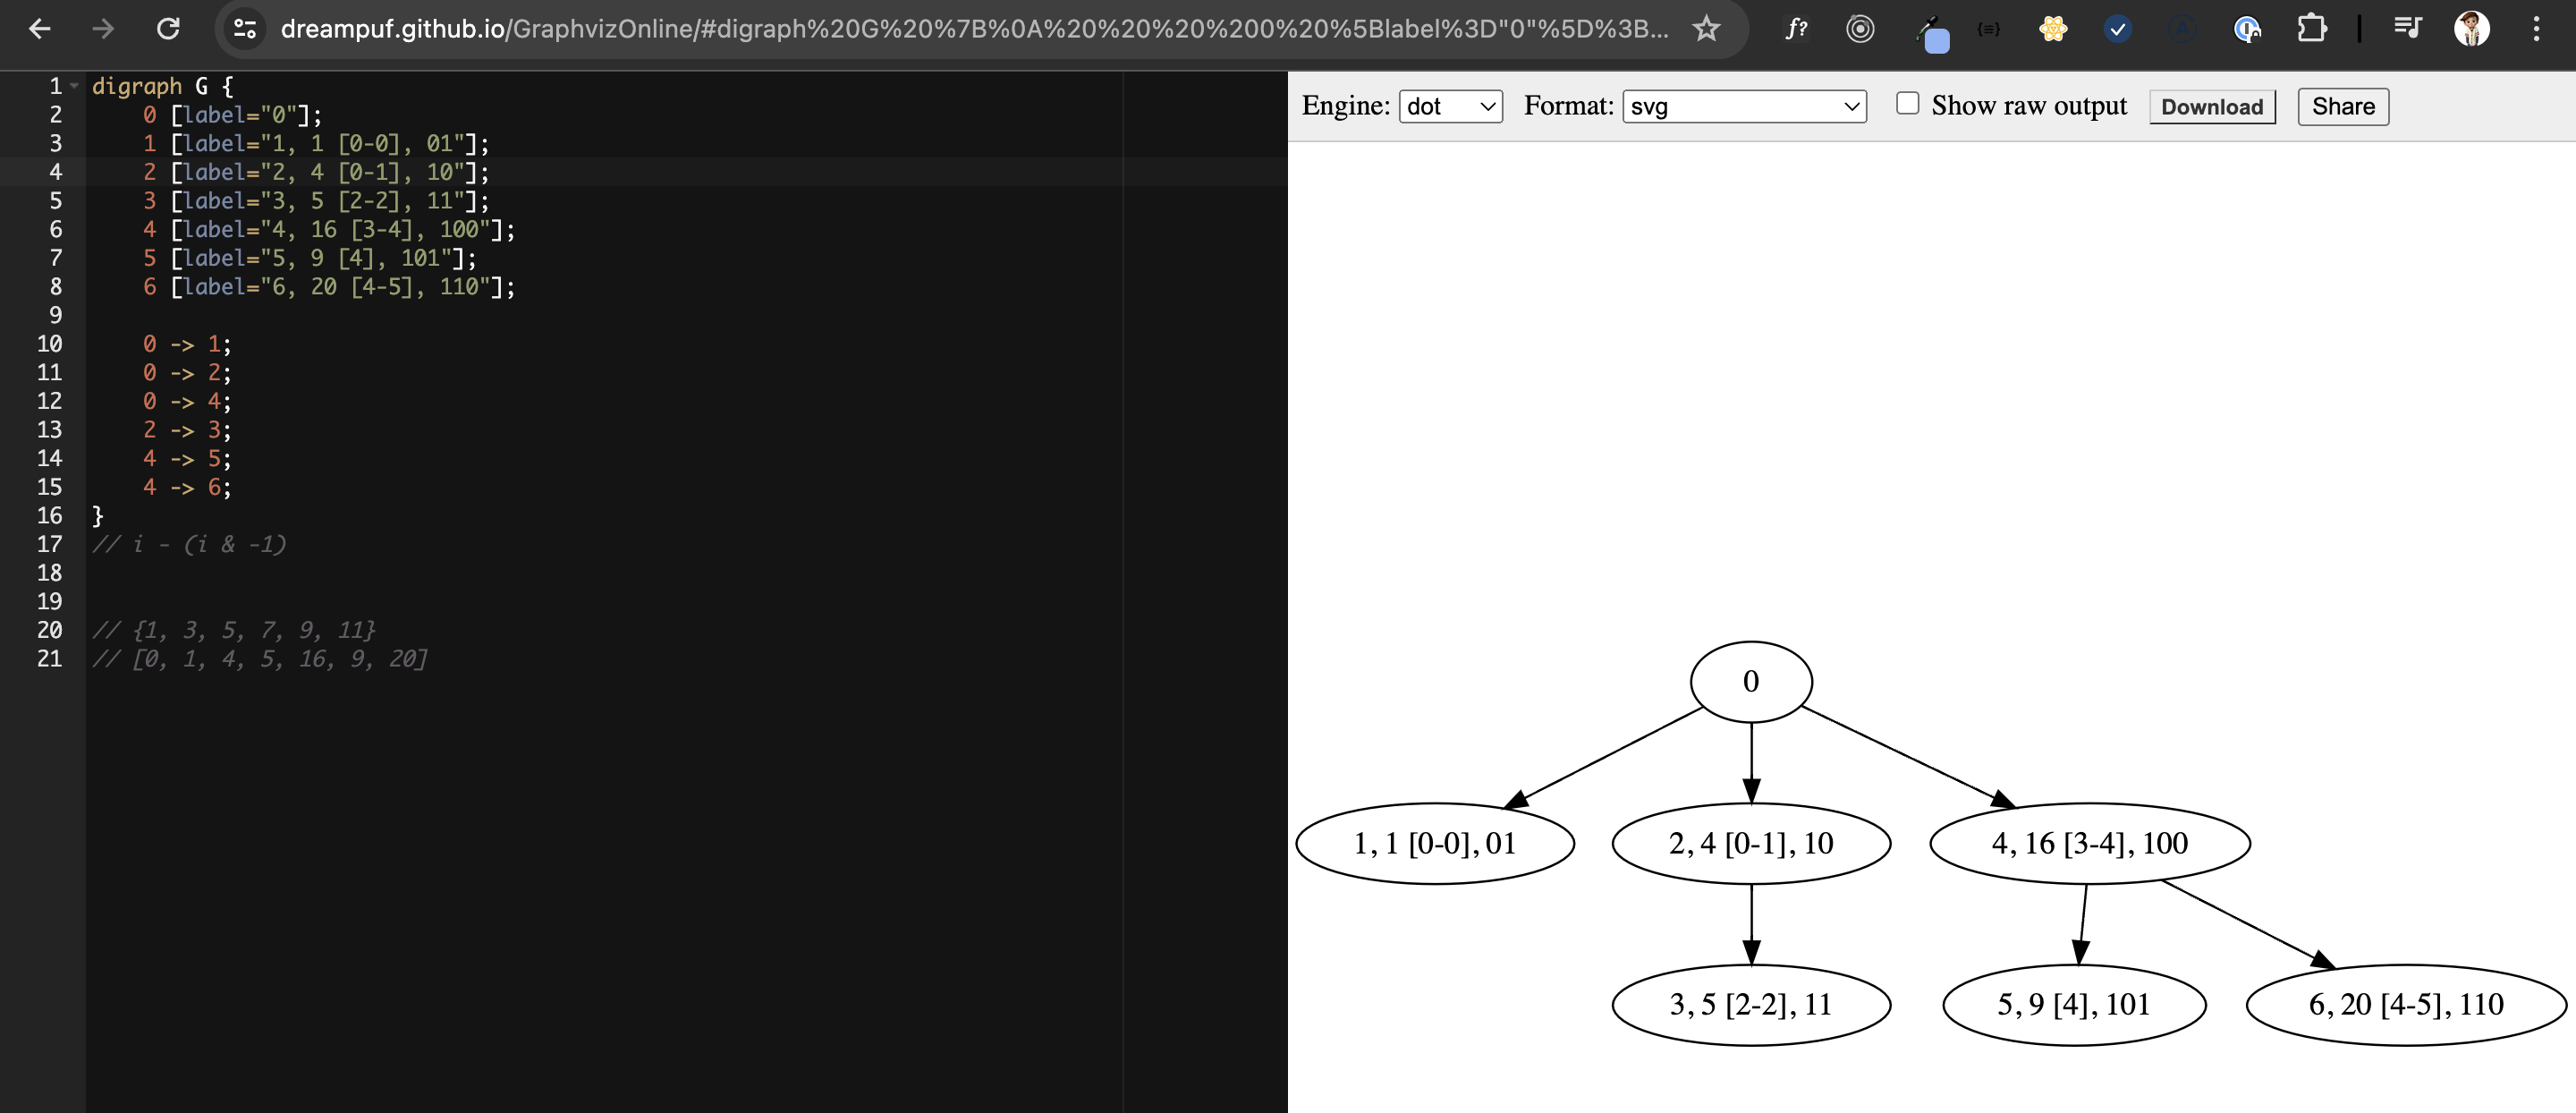 dreampuf.github.io/GraphvizOnline/#digraph%20G%20%7B%0A%20%20%20%200%20%5Blabel%3D"0"%5D%3B...
f?
1 digraph G {
2 0 [label="0"];
3 1 [label="1, 1 [0-0], 01"];
4 2 [label="2, 4 [0-1], 10"];
5 3 [label="3, 5 [2-2], 11"];
6 4 [label="4, 16 [3-4], 100"];
7 5 [label="5, 9 [4], 101"];
8 6 [label="6, 20 [4-5], 110"];
9
10 0 -> 1;
11 0 -> 2;
12 0 -> 4;
13 2 -> 3;
14 4 -> 5;
15 4 -> 6;
16 }
17 // i - (i & -1)
18
19
20 // {1, 3, 5, 7, 9, 11}
21 // [0, 1, 4, 5, 16, 9, 20]
Engine: dot Format: svg Show raw output Download Share
0
1, 1 [0-0], 01 2, 4 [0-1], 10 4, 16 [3-4], 100
3, 5 [2-2], 11 5, 9 [4], 101 6, 20 [4-5], 110